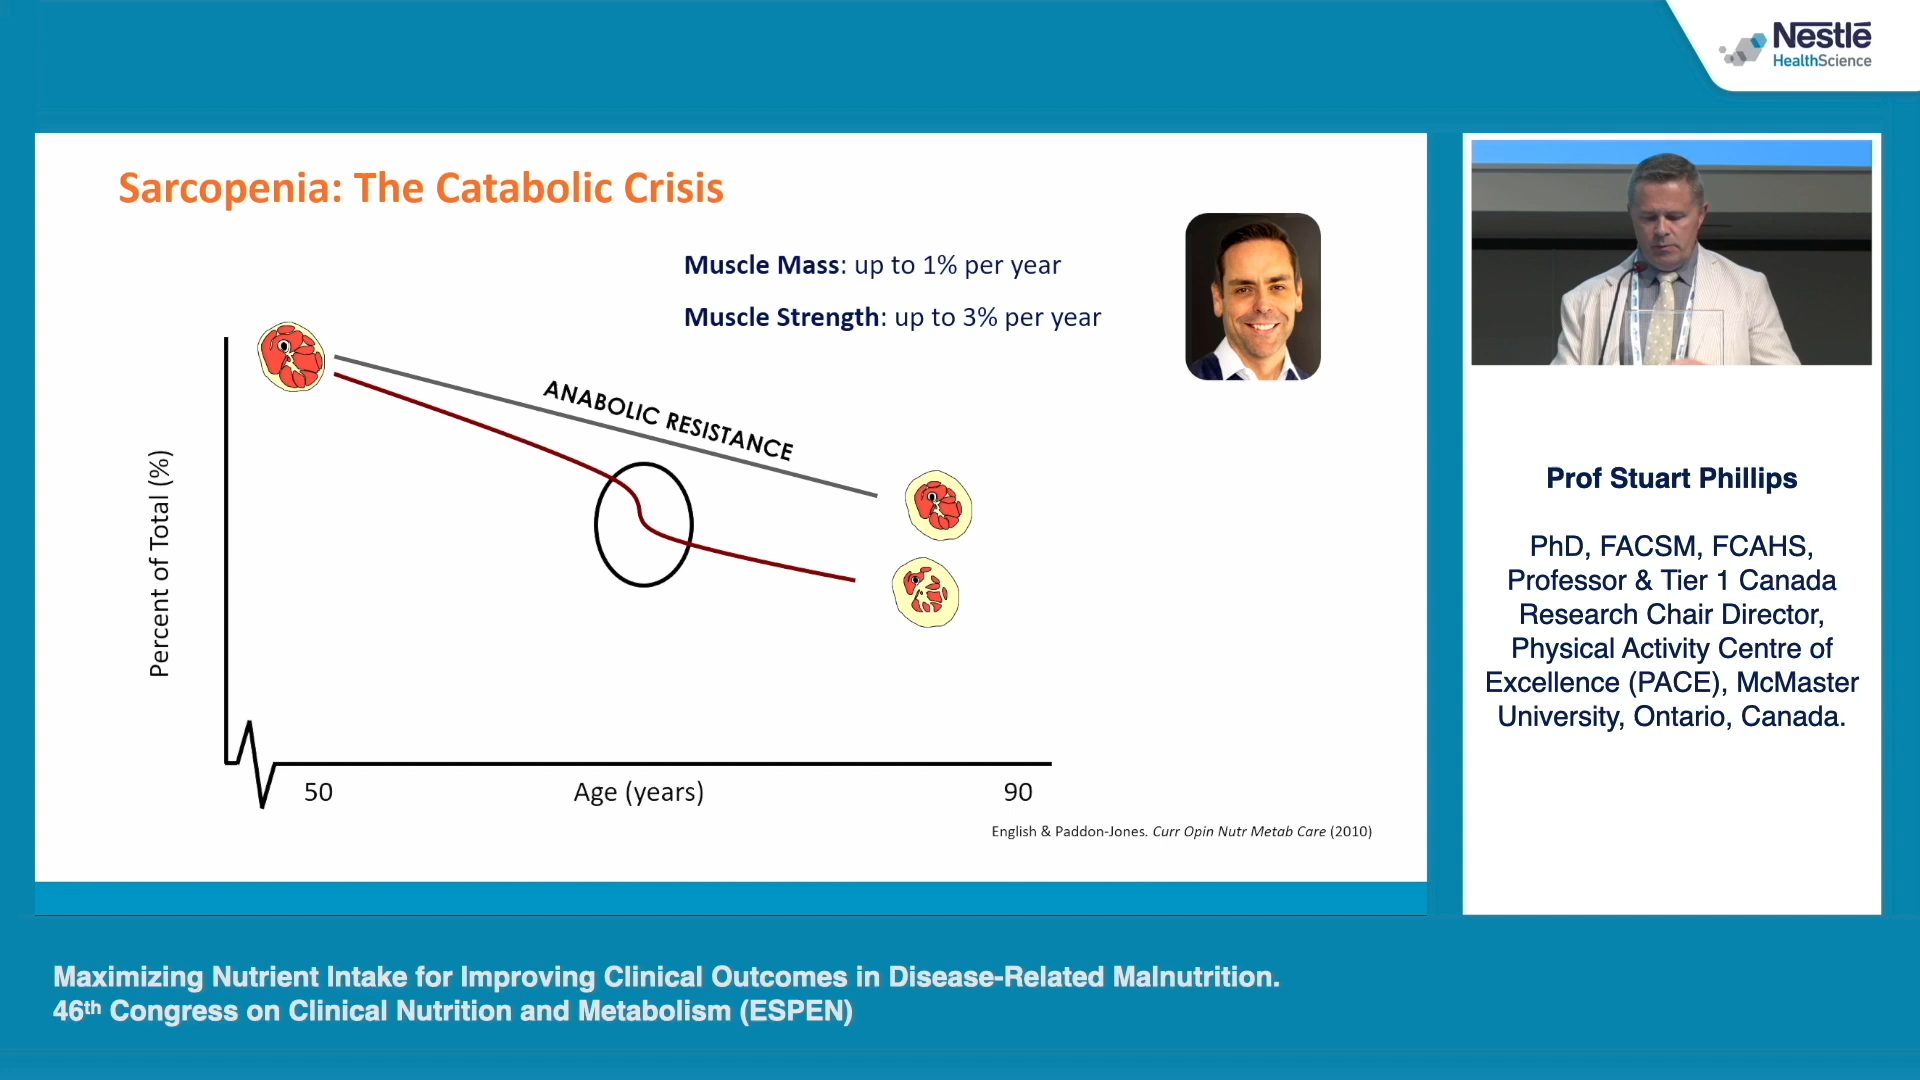 Nestlé
HealthScience
Sarcopenia: The Catabolic Crisis
Muscle Mass: up to 1% per year
Muscle Strength: up to 3% per year
ANABOLIC RESISTANCE
Percent of Total (%)
50
Age (years)
90
English & Paddon-Jones. Curr Opin Nutr Metab Care (2010)
Prof Stuart Phillips
PhD, FACSM, FCAHS,
Professor & Tier 1 Canada
Research Chair Director,
Physical Activity Centre of
Excellence (PACE), McMaster
University, Ontario, Canada.
Maximizing Nutrient Intake for Improving Clinical Outcomes in Disease-Related Malnutrition.
46th Congress on Clinical Nutrition and Metabolism (ESPEN)